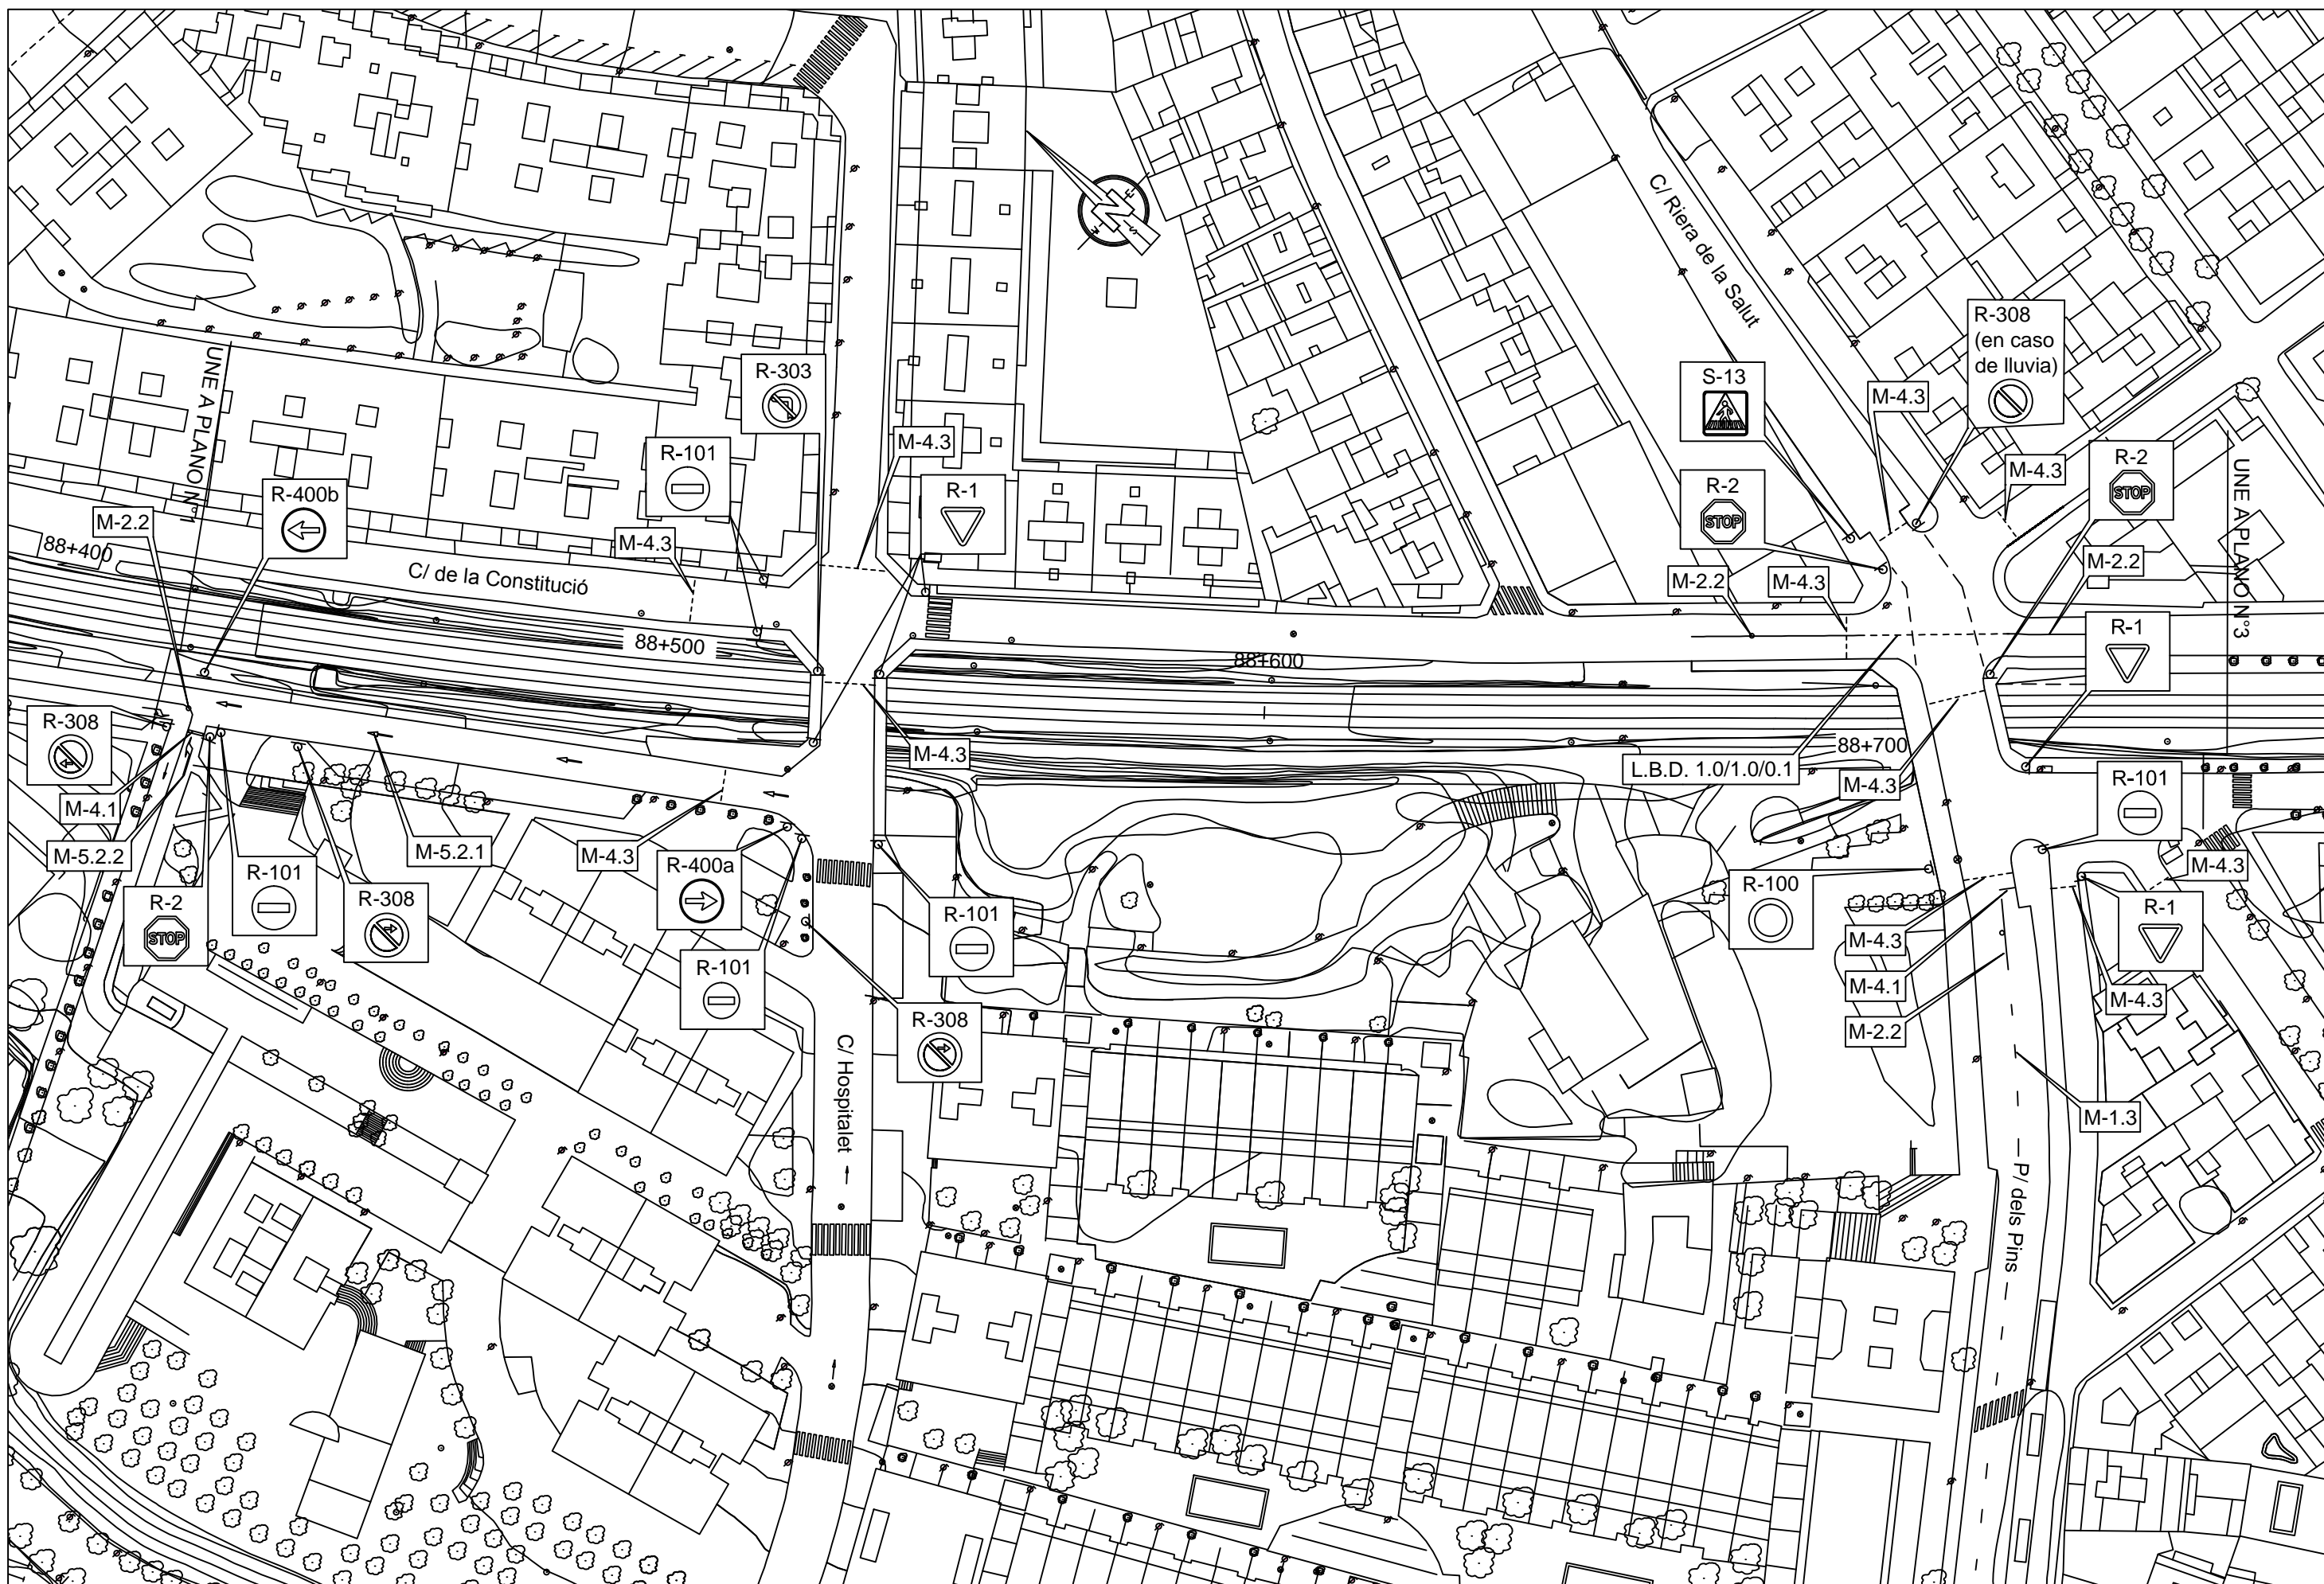 C/ Riera de la Salut
R-308
(en caso
de lluvia)
UNE A PLANO Nº1
R-303
S-13
M-4.3
R-101
M-4.3
R-2
STOP
UNE A PLANO Nº3
M-4.3
R-400b
R-1
R-2
STOP
M-2.2
88+400
M-4.3
C/ de la Constitució
M-2.2
M-4.3
M-2.2
88+500
88+600
R-1
R-308
M-4.3
88+700
L.B.D. 1.0/1.0/0.1
M-4.3
R-101
M-4.1
M-5.2.2
M-5.2.1
M-4.3
R-400a
M-4.3
R-101
R-308
R-2
STOP
R-100
R-101
R-1
M-4.3
R-101
M-4.1
M-4.3
R-308
M-2.2
C/ Hospitalet
M-1.3
P/ dels Pins